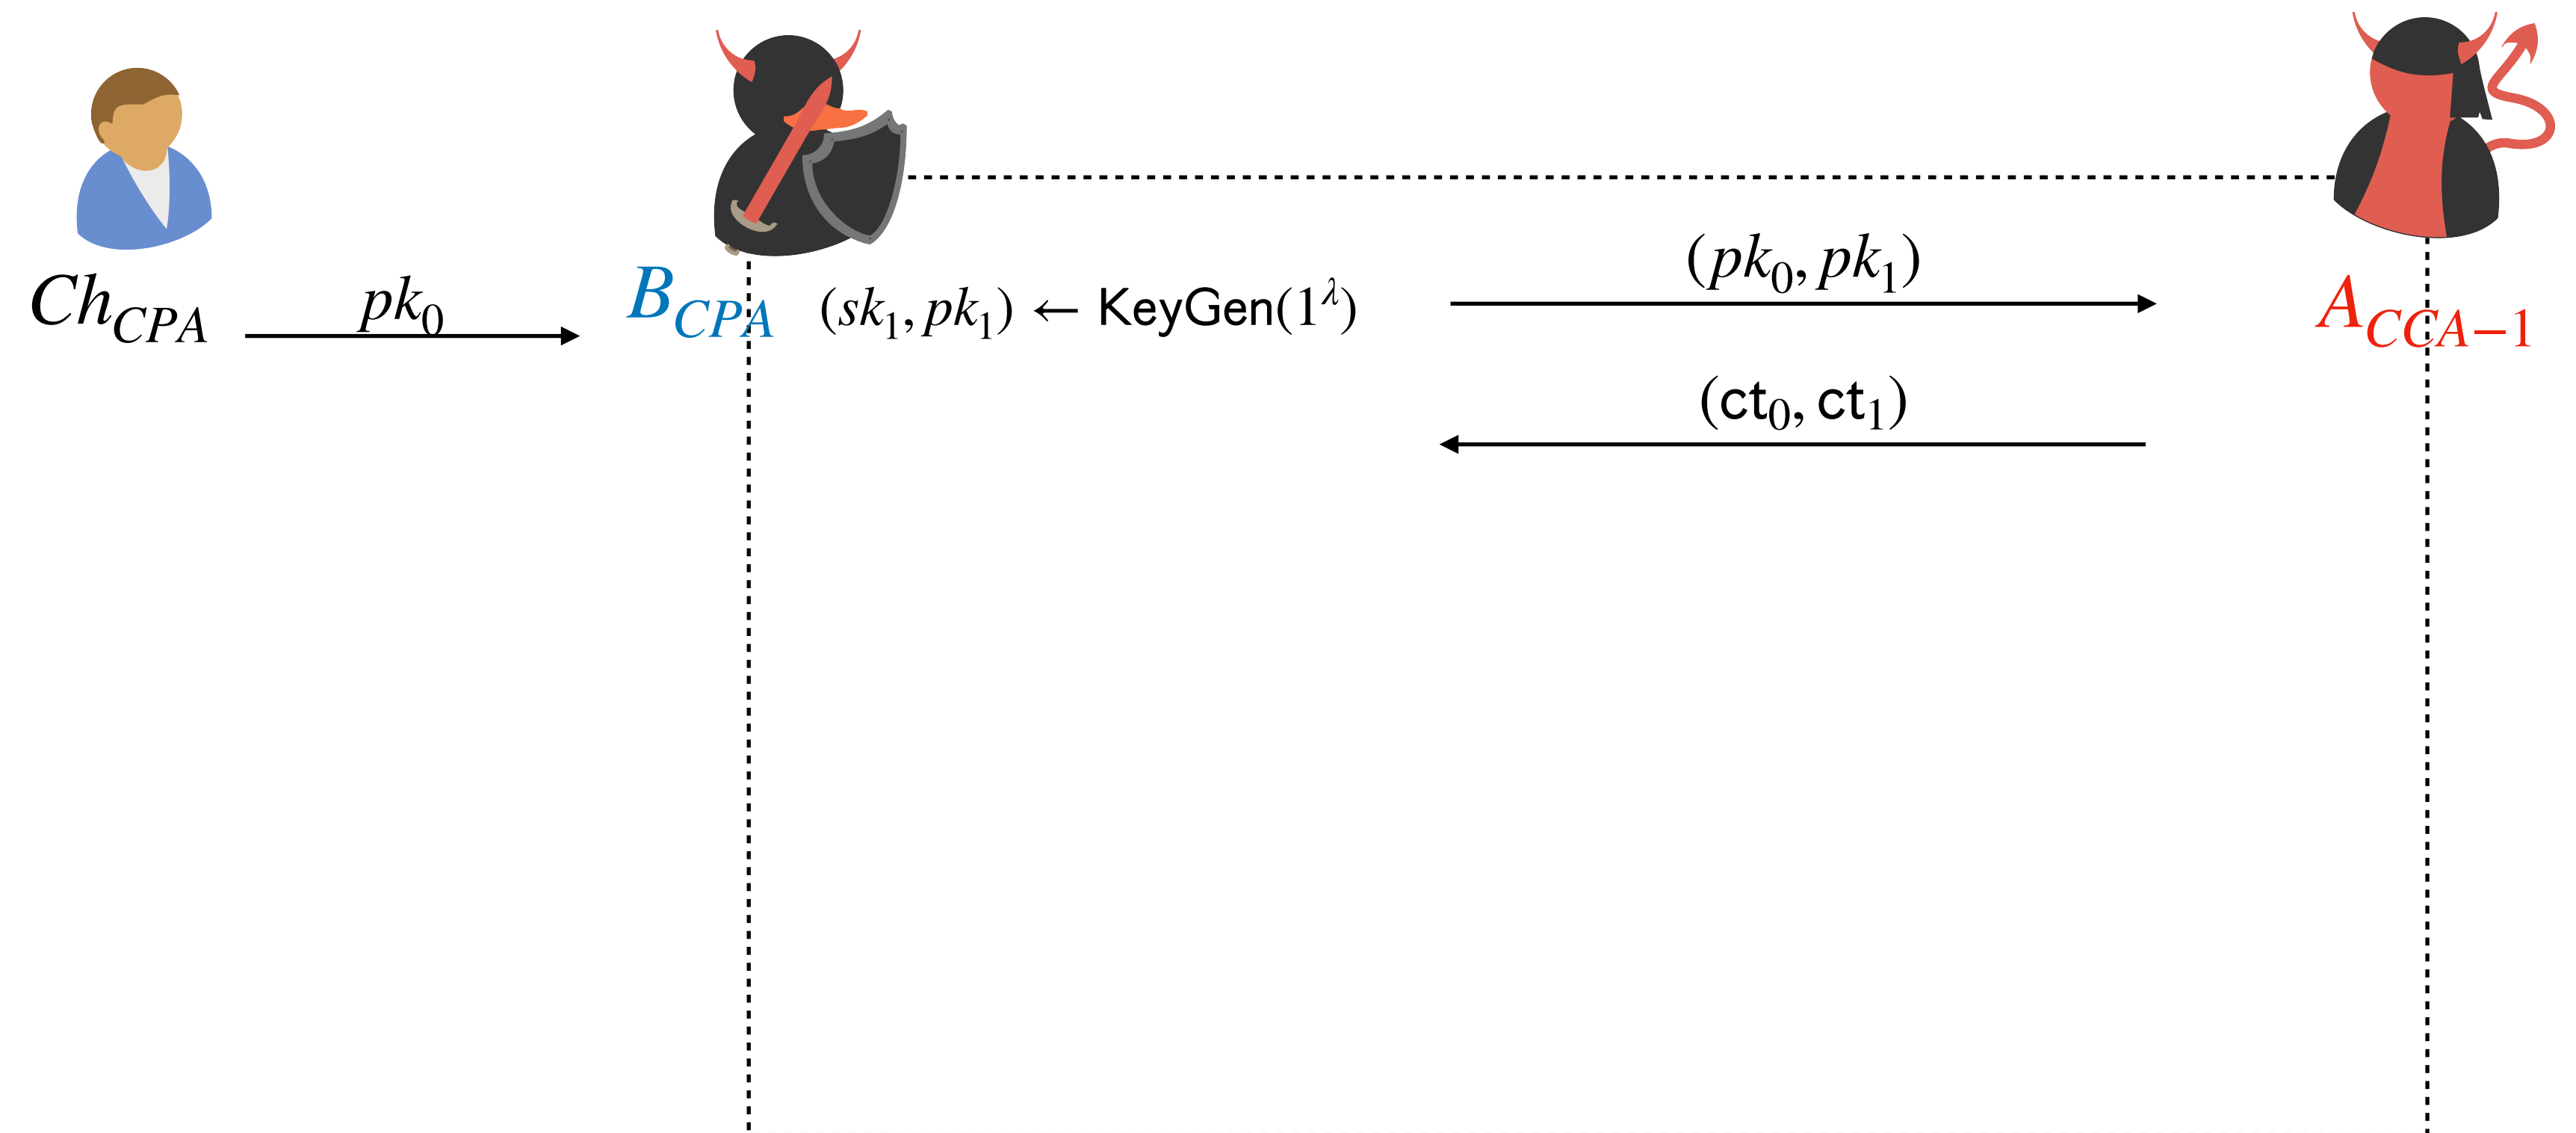 Ch_CPA
pk_0
B_CPA
(sk_1, pk_1) ← KeyGen(1^λ)
(pk_0, pk_1)
A_CCA−1
(ct_0, ct_1)